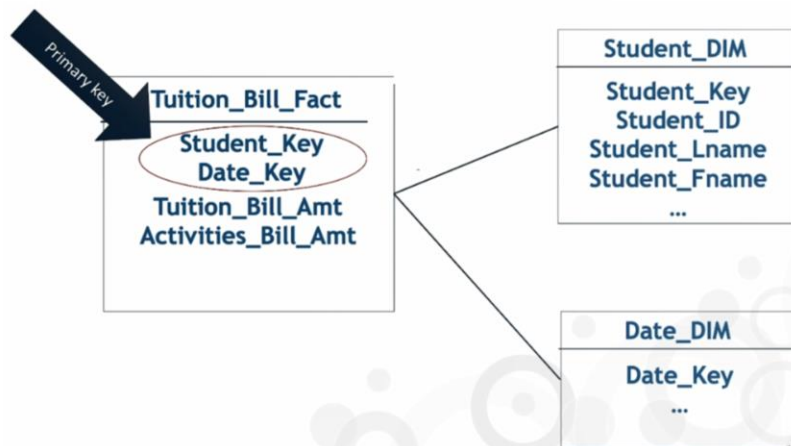 Primary key
Tuition_Bill_Fact
Student_Key
Date_Key
Tuition_Bill_Amt
Activities_Bill_Amt
Student_DIM
Student_Key
Student_ID
Student_Lname
Student_Fname
...
Date_DIM
Date_Key
...